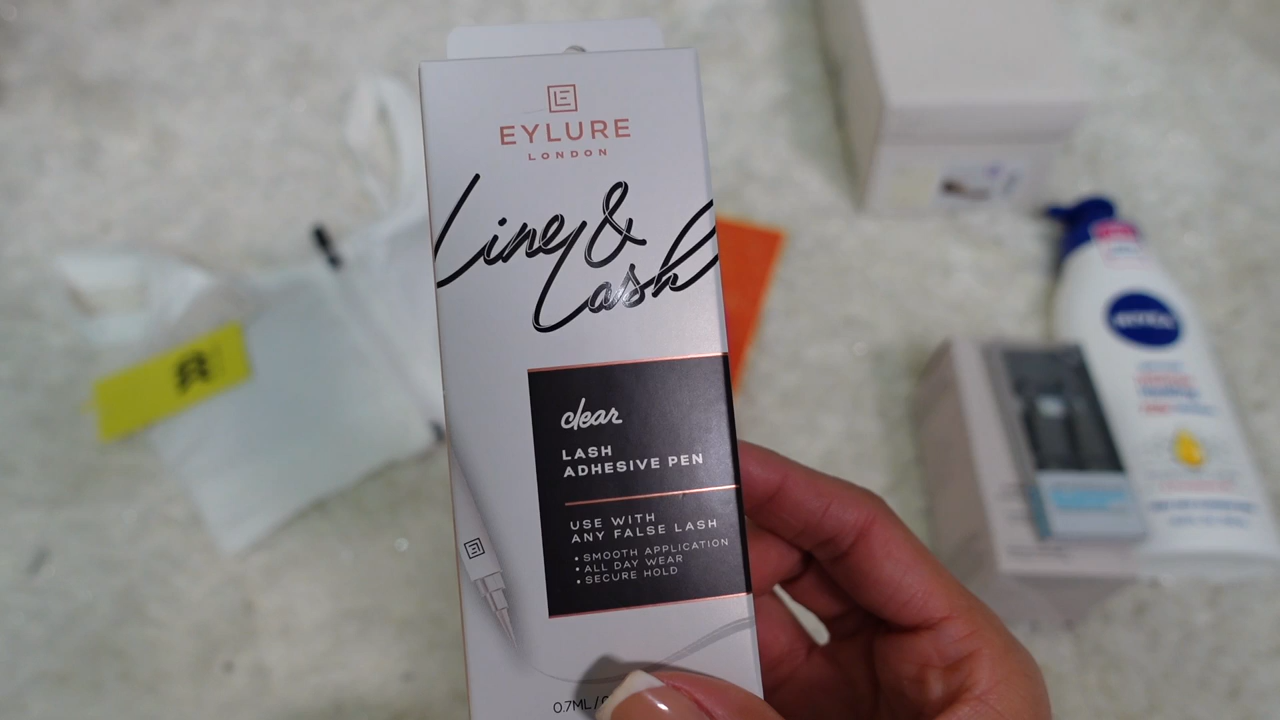 EYLURE
LONDON
Line &
Lash
clear
LASH
ADHESIVE PEN
USE WITH
ANY FALSE LASH
• SMOOTH APPLICATION
• ALL DAY WEAR
• SECURE HOLD
0.7ML /
NIVEA